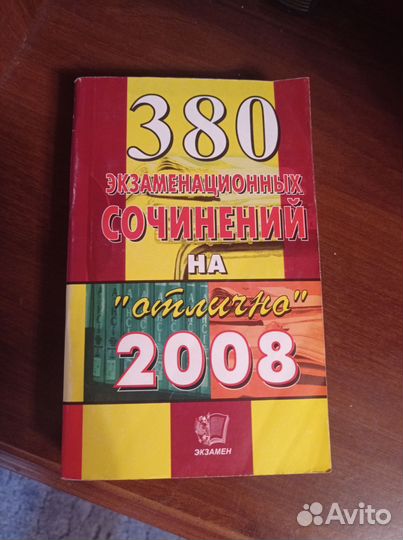 380
ЭКЗАМЕНАЦИОННЫХ
СОЧИНЕНИЙ
НА
"отлично"
2008
ЭКЗАМЕН
Avito